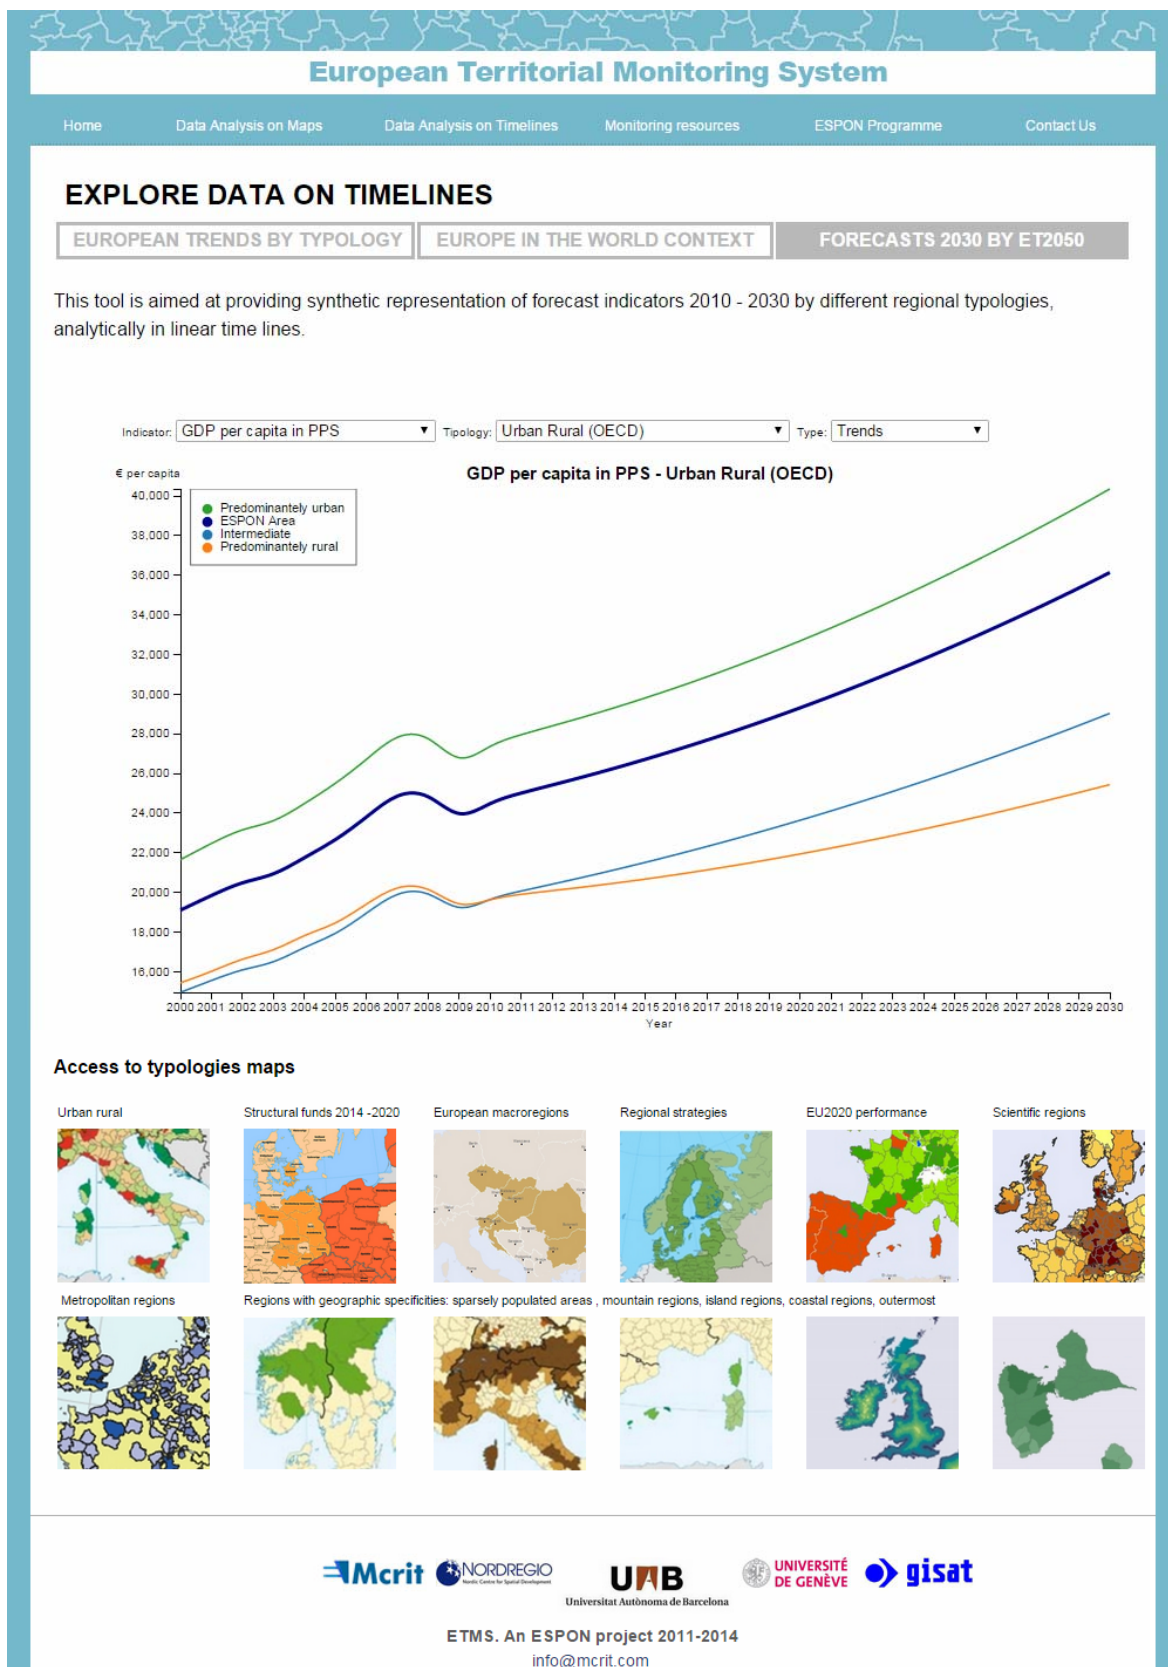 European Territorial Monitoring System
Home Data Analysis on Maps Data Analysis on Timelines Monitoring resources ESPON Programme Contact Us
EXPLORE DATA ON TIMELINES
EUROPEAN TRENDS BY TYPOLOGY EUROPE IN THE WORLD CONTEXT FORECASTS 2030 BY ET2050
This tool is aimed at providing synthetic representation of forecast indicators 2010 - 2030 by different regional typologies,
analytically in linear time lines.
Indicator: GDP per capita in PPS Tipology: Urban Rural (OECD) Type: Trends
€ per capita
GDP per capita in PPS - Urban Rural (OECD)
40,000
Predominantely urban
ESPON Area
Intermediate
Predominantely rural
38,000
36,000
34,000
32,000
30,000
28,000
26,000
24,000
22,000
20,000
18,000
16,000
2000 2001 2002 2003 2004 2005 2006 2007 2008 2009 2010 2011 2012 2013 2014 2015 2016 2017 2018 2019 2020 2021 2022 2023 2024 2025 2026 2027 2028 2029 2030
Year
Access to typologies maps
Urban rural Structural funds 2014 -2020 European macroregions Regional strategies EU2020 performance Scientific regions
Metropolitan regions Regions with geographic specificities: sparsely populated areas , mountain regions, island regions, coastal regions, outermost
Mcrit NORDREGIO UAB UNIVERSITÉ DE GENÈVE gisat
Nordic Centre for Spatial Development
Universitat Autònoma de Barcelona
ETMS. An ESPON project 2011-2014
info@mcrit.com